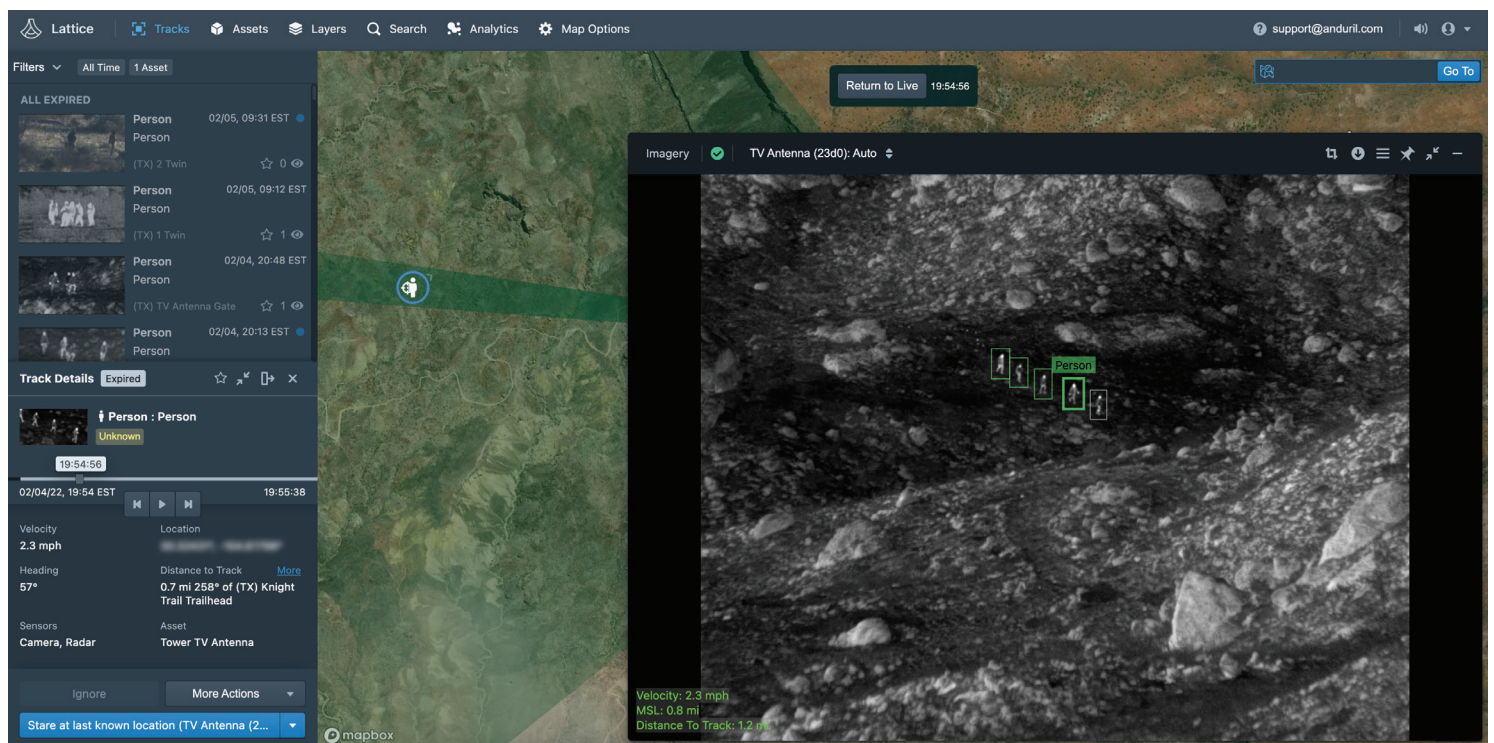 Lattice
Tracks
Assets
Layers
Search
Analytics
Map Options
support@anduril.com
Filters
All Time
1 Asset
ALL EXPIRED
Person
02/05, 09:31 EST
Person
(TX) 2 Twin
0
Person
02/05, 09:12 EST
Person
(TX) 1 Twin
1
Person
02/04, 20:48 EST
Person
(TX) TV Antenna Gate
1
Person
02/04, 20:13 EST
Person
Track Details
Expired
Person : Person
Unknown
19:54:56
02/04/22, 19:54 EST
19:55:38
Velocity
2.3 mph
Location
Heading
57°
Distance to Track
More
0.7 mi 258° of (TX) Knight
Trail Trailhead
Sensors
Camera, Radar
Asset
Tower TV Antenna
Ignore
More Actions
Stare at last known location (TV Antenna (2...
mapbox
Return to Live
19:54:56
Go To
Imagery
TV Antenna (23d0): Auto
Person
Velocity: 2.3 mph
MSL: 0.8 mi
Distance To Track: 1.2 mi